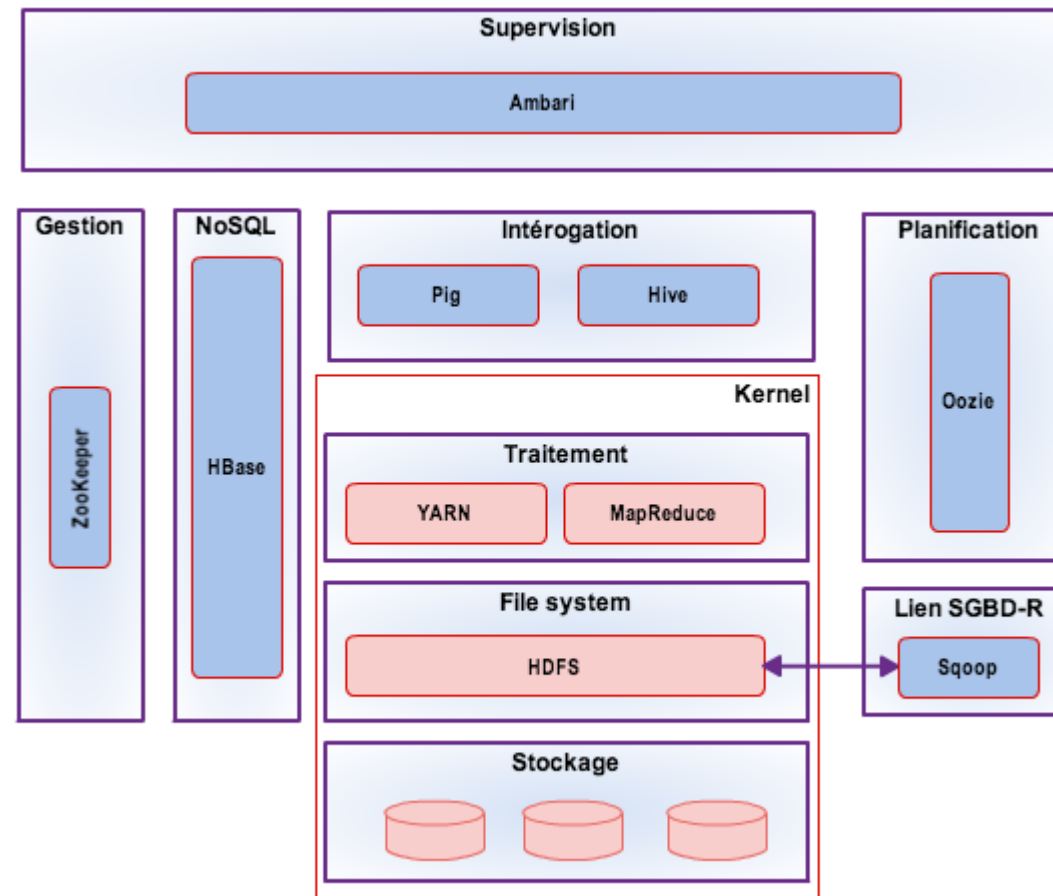 Supervision
Ambari
Gestion
ZooKeeper
NoSQL
HBase
Intérogation
Pig
Hive
Planification
Oozie
Kernel
Traitement
YARN
MapReduce
File system
HDFS
Lien SGBD-R
Sqoop
Stockage